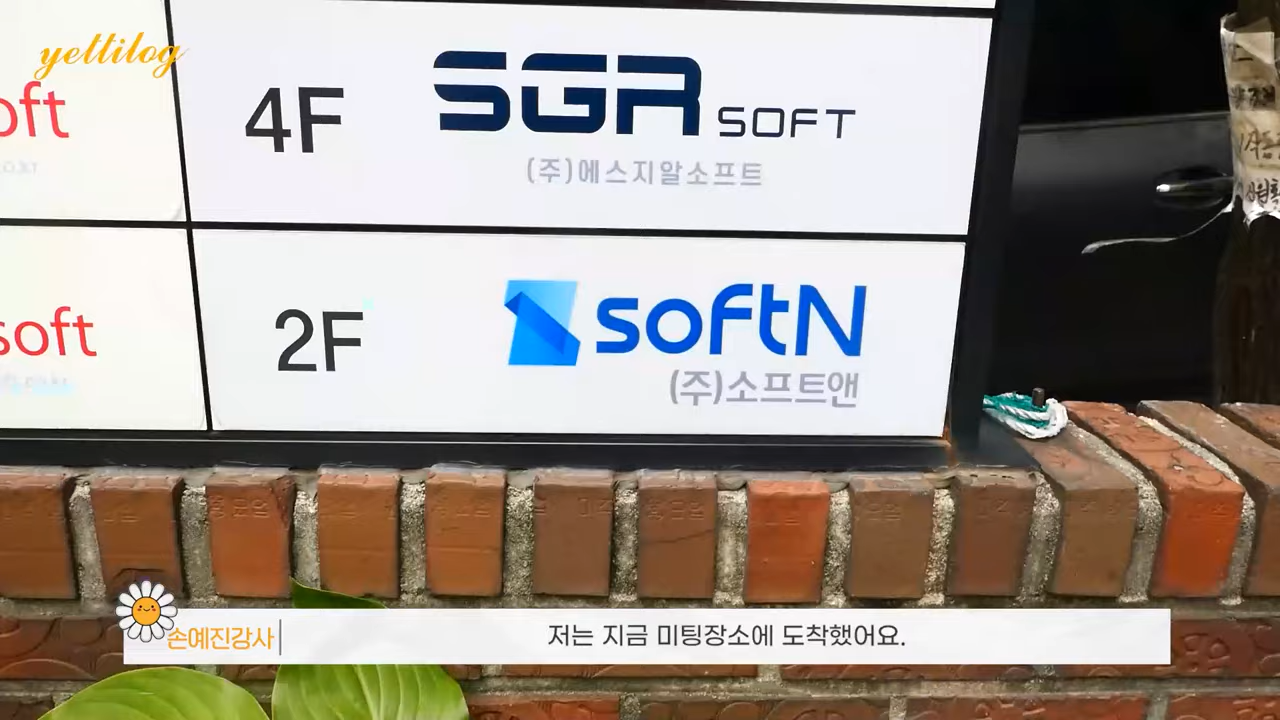 yettilog
oft
4F
SGR SOFT
(주)에스지알소프트
soft
2F
softN
(주)소프트앤
손예진강사
저는 지금 미팅장소에 도착했어요.